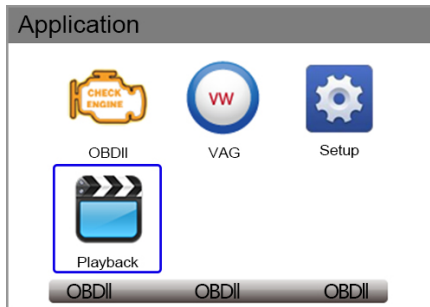 Application
CHECK
ENGINE
VW
OBDII
VAG
Setup
Playback
OBDII OBDII OBDII